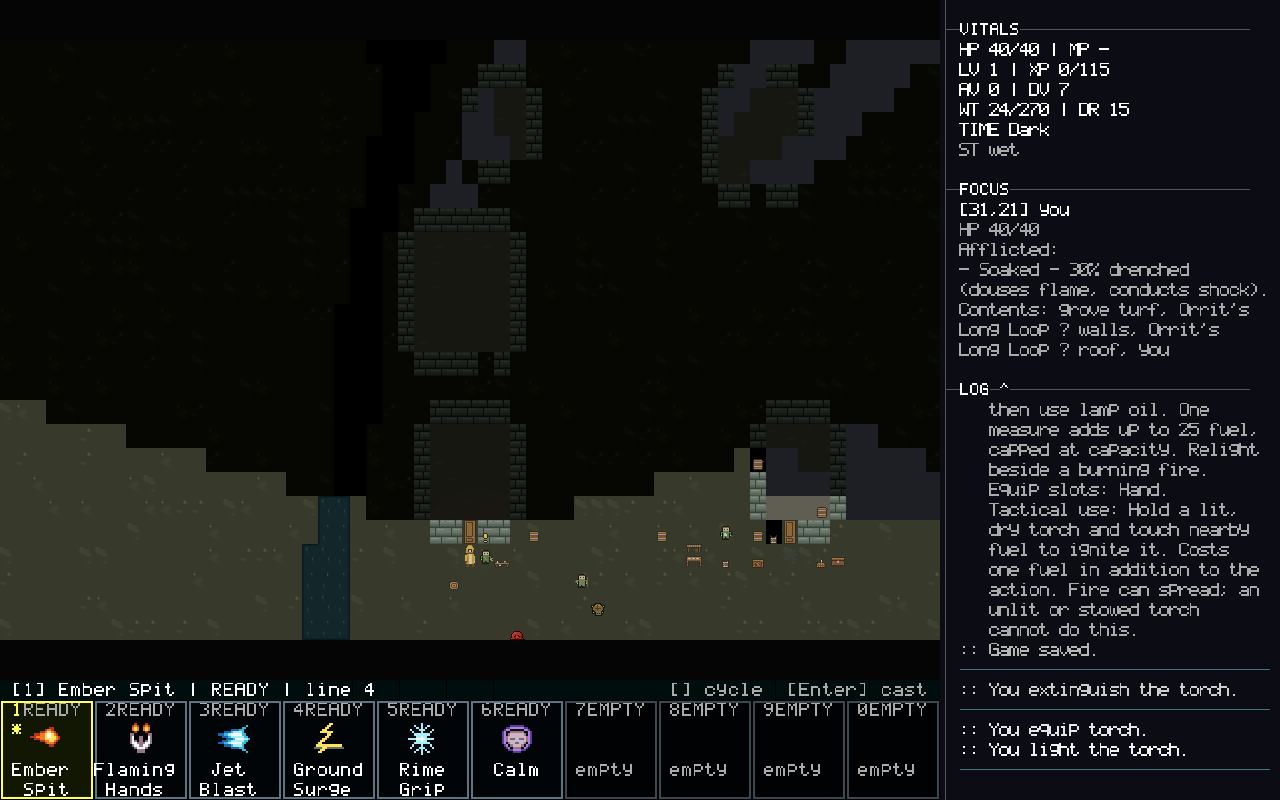 VITALS
HP 40/40 | MP -
LV 1 | XP 0/115
AV 0 | DV 7
WT 24/270 | DR 15
TIME Dark
ST wet
FOCUS
[31,21] You
HP 40/40
Afflicted:
- Soaked - 30% drenched
(douses flame, conducts shock).
Contents: grove turf, Orrit's
Long Loop ? walls, Orrit's
Long Loop ? roof, you
LOG ^
then use lamp oil. One
measure adds up to 25 fuel,
capped at capacity. Relight
beside a burning fire.
Equip slots: Hand.
Tactical use: Hold a lit,
dry torch and touch nearby
fuel to ignite it. Costs
one fuel in addition to the
action. Fire can spread; an
unlit or stowed torch
cannot do this.
:: Game saved.
:: You extinguish the torch.
:: You equip torch.
:: You light the torch.
[1] Ember Spit | READY | line 4
[] cycle [Enter] cast
1READY 2READY 3READY 4READY 5READY 6READY 7EMPTY 8EMPTY 9EMPTY 0EMPTY
*
Ember Flaming Jet Ground Rime Calm empty empty empty empty
Spit Hands Blast Surge Grip